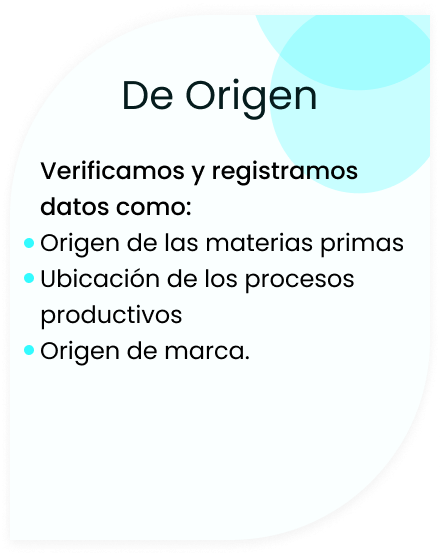 De Origen
Verificamos y registramos
datos como:
Origen de las materias primas
Ubicación de los procesos
productivos
Origen de marca.